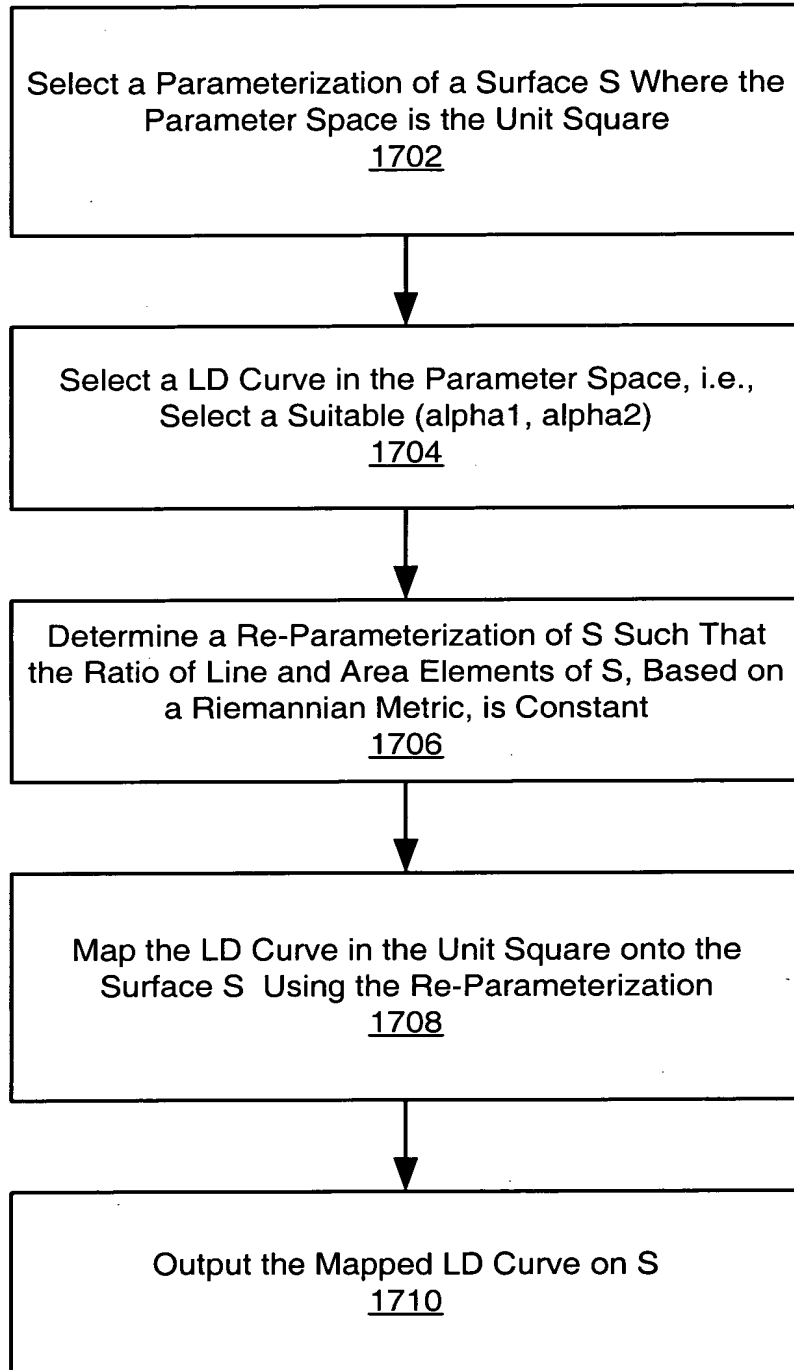 Select a Parameterization of a Surface S Where the
Parameter Space is the Unit Square
1702
Select a LD Curve in the Parameter Space, i.e.,
Select a Suitable (alpha1, alpha2)
1704
Determine a Re-Parameterization of S Such That
the Ratio of Line and Area Elements of S, Based on
a Riemannian Metric, is Constant
1706
Map the LD Curve in the Unit Square onto the
Surface S Using the Re-Parameterization
1708
Output the Mapped LD Curve on S
1710